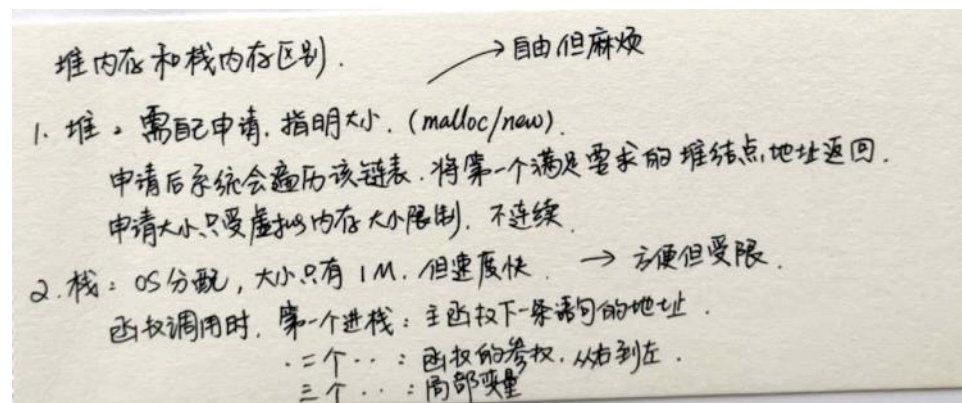 堆内存和栈内存区别.
→自由但麻烦
1. 堆。需自己申请.指明大小.(malloc/new).
申请后系统会遍历该链表.将第一个满足要求的堆结点地址返回.
申请大小只受虚拟内存大小限制.不连续.
2. 栈:OS分配,大小只有1M.但速度快. → 方便但受限.
函数调用时.第一个进栈:主函数下一条语句的地址.
·二个···:函数的参数.从右到左.
三个··:局部变量